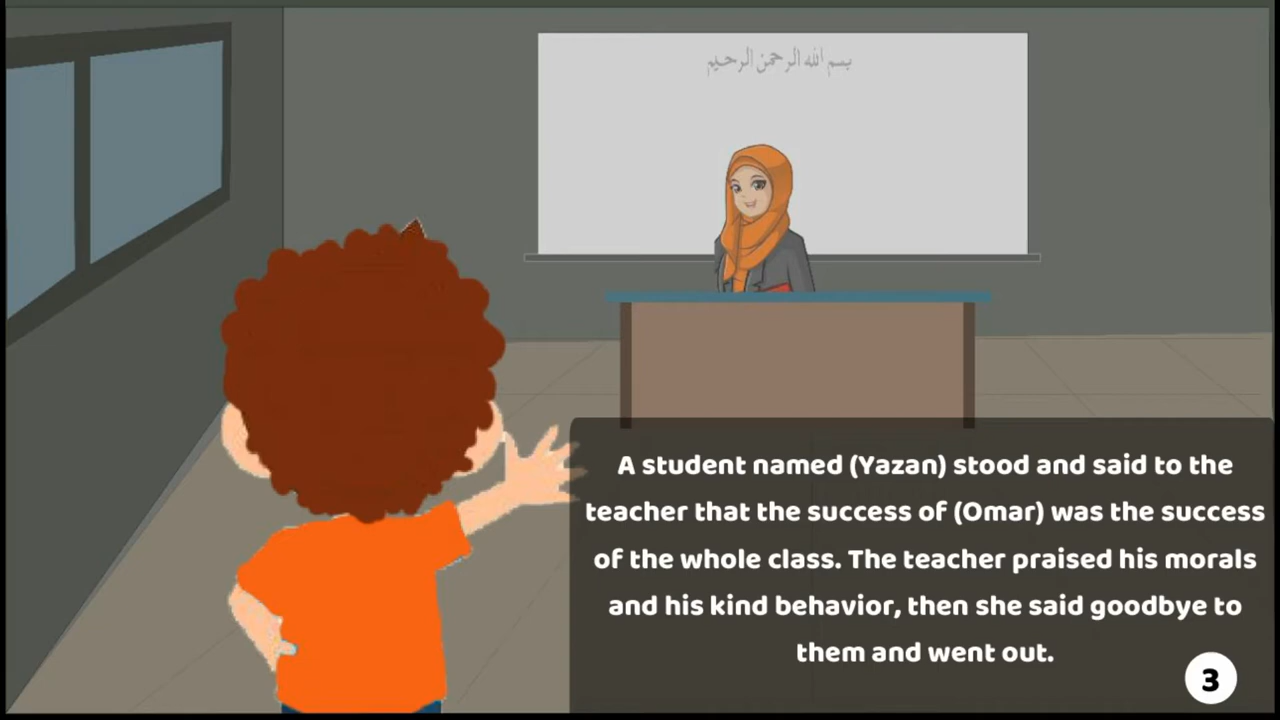 بسم الله الرحمن الرحيم
A student named (Yazan) stood and said to the
teacher that the success of (Omar) was the success
of the whole class. The teacher praised his morals
and his kind behavior, then she said goodbye to
them and went out.
3